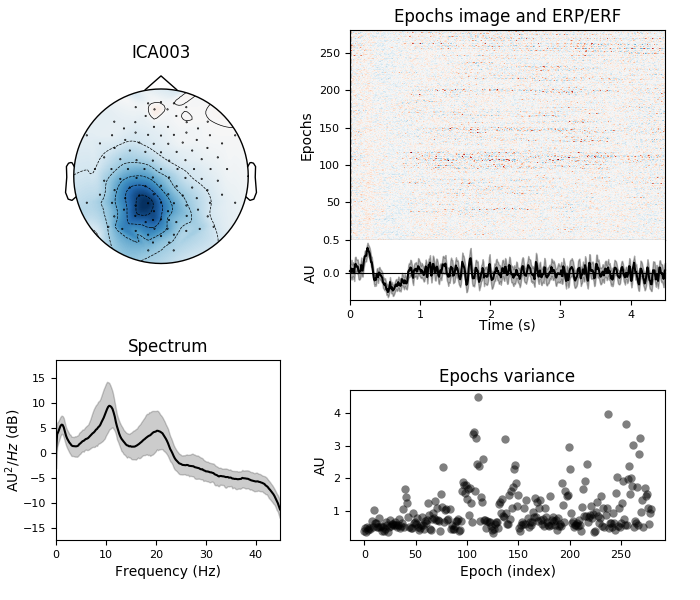 ICA003
Epochs image and ERP/ERF
Epochs
250
200
150
100
50
0.5
0.0
AU
0 1 2 3 4
Time (s)
Spectrum
AU²/Hz (dB)
15
10
5
0
−5
−10
−15
0 10 20 30 40
Frequency (Hz)
Epochs variance
AU
4
3
2
1
0 50 100 150 200 250
Epoch (index)